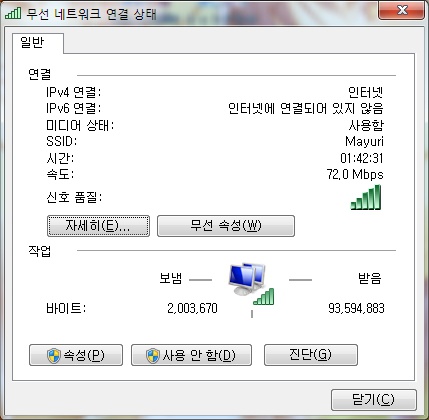 무선 네트워크 연결 상태
일반
연결
IPv4 연결: 인터넷
IPv6 연결: 인터넷에 연결되어 있지 않음
미디어 상태: 사용함
SSID: Mayuri
시간: 01:42:31
속도: 72.0 Mbps
신호 품질:
자세히(E)... 무선 속성(W)
작업
보냄 받음
바이트: 2,003,670 93,594,883
속성(P) 사용 안 함(D) 진단(G)
닫기(C)